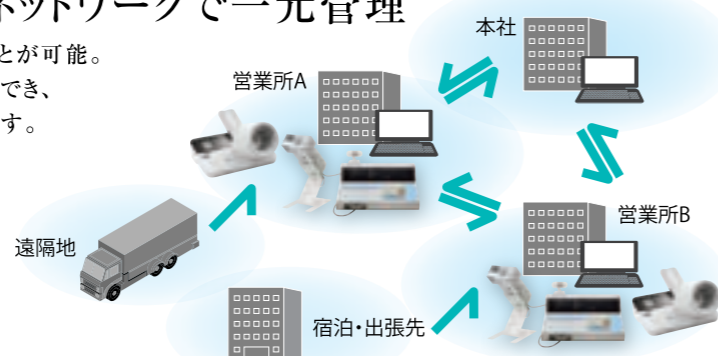 ネットワークで一元管理
とが可能。
でき、
す。
本社
営業所A
営業所B
遠隔地
宿泊・出張先